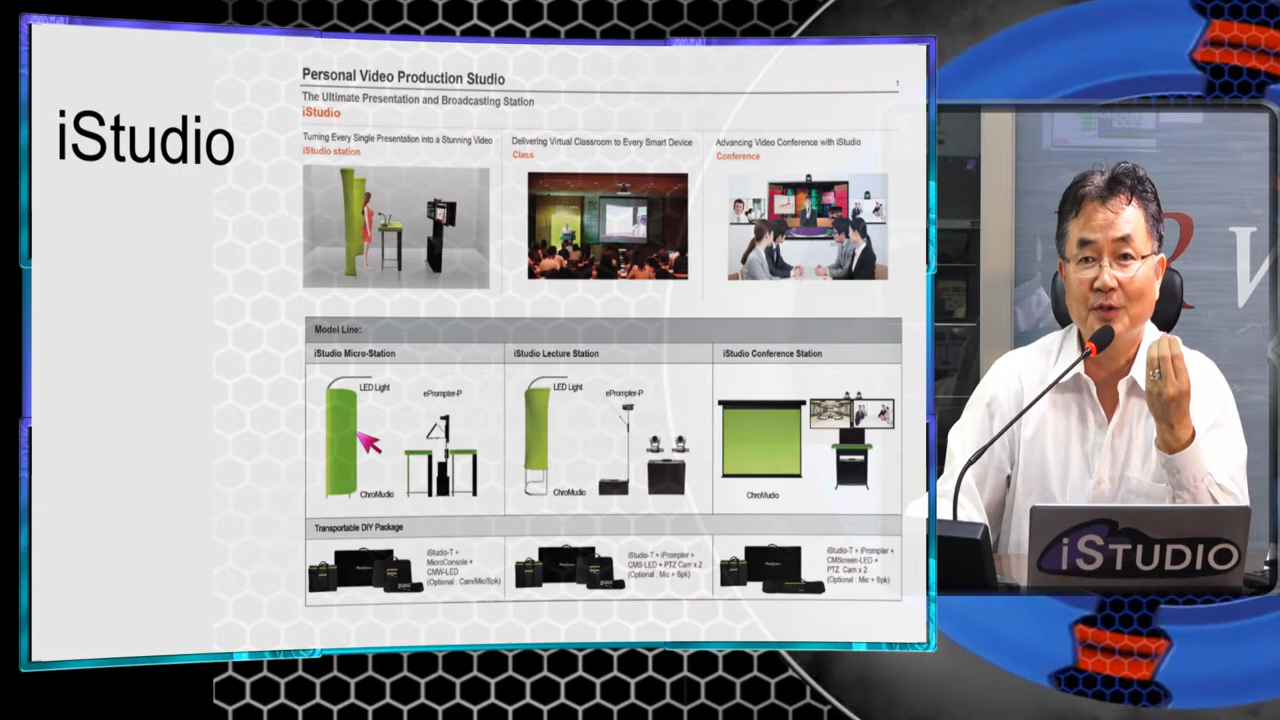 iStudio
Personal Video Production Studio
1
The Ultimate Presentation and Broadcasting Station
iStudio
Turning Every Single Presentation into a Stunning Video
iStudio station
Delivering Virtual Classroom to Every Smart Device
Class
Advancing Video Conference with iStudio
Conference
Model Line:
iStudio Micro-Station
iStudio Lecture Station
iStudio Conference Station
LED Light
ePrompter-P
ChroMudio
LED Light
ePrompter-P
ChroMudio
ChroMudio
Transportable DIY Package
iStudio-T +
MicroConsole +
CMW-LED
(Optional : Cam/Mic/Spk)
iStudio-T + iPrompter +
CMS-LED + PTZ Cam x 2
(Optional : Mic + Spk)
iStudio-T + iPrompter +
CMScreen-LED +
PTZ Cam x 2
(Optional : Mic + Spk)
iSTUDIO